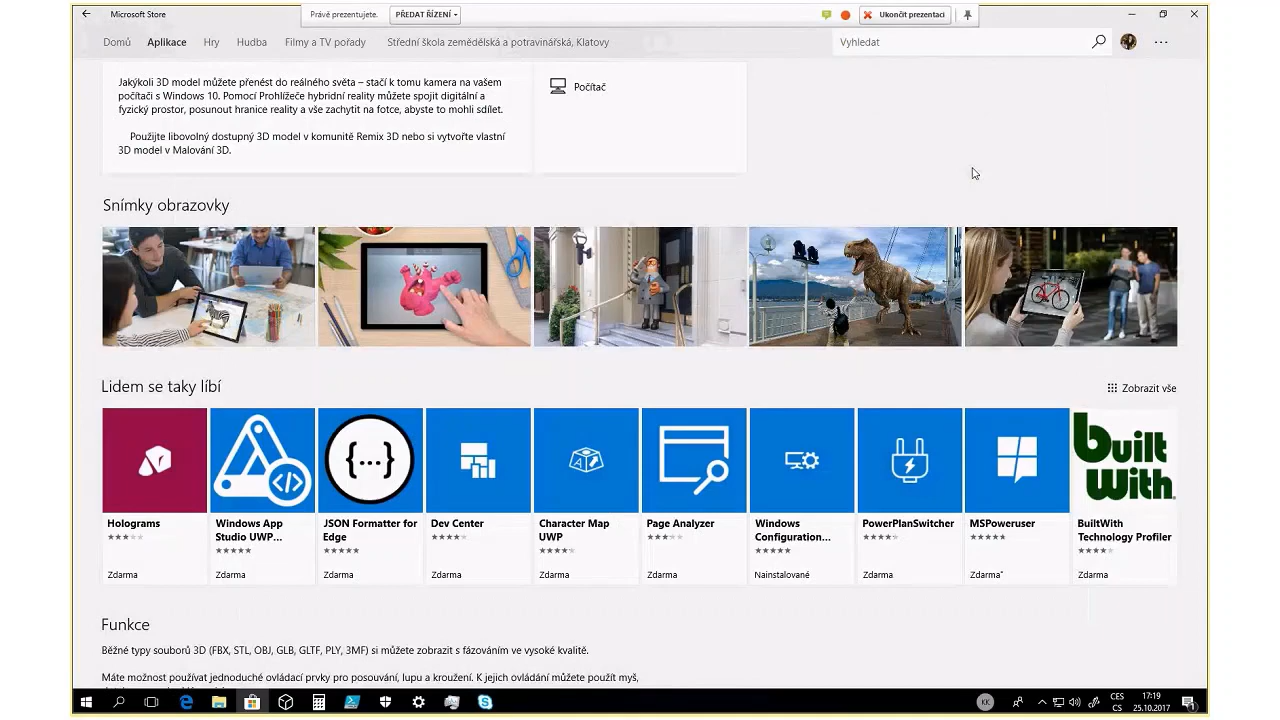 Microsoft Store
Právě prezentujete.
PŘEDAT ŘÍZENÍ
Ukončit prezentaci
Domů
Aplikace
Hry
Hudba
Filmy a TV pořady
Střední škola zemědělská a potravinářská, Klatovy
Vyhledat
Jakýkoli 3D model můžete přenést do reálného světa – stačí k tomu kamera na vašem
počítači s Windows 10. Pomocí Prohlížeče hybridní reality můžete spojit digitální a
fyzický prostor, posunout hranice reality a vše zachytit na fotce, abyste to mohli sdílet.
Použijte libovolný dostupný 3D model v komunitě Remix 3D nebo si vytvořte vlastní
3D model v Malování 3D.
Počítač
Snímky obrazovky
Lidem se taky líbí
Zobrazit vše
built
With.
Holograms
Zdarma
Windows App
Studio UWP...
Zdarma
JSON Formatter for
Edge
Zdarma
Dev Center
Zdarma
Character Map
UWP
Zdarma
Page Analyzer
Zdarma
Windows
Configuration...
Nainstalované
PowerPlanSwitcher
Zdarma
MSPoweruser
Zdarma*
BuiltWith
Technology Profiler
Zdarma
Funkce
Běžné typy souborů 3D (FBX, STL, OBJ, GLB, GLTF, PLY, 3MF) si můžete zobrazit s fázováním ve vysoké kvalitě.
Máte možnost používat jednoduché ovládací prvky pro posouvání, lupu a kroužení. K jejich ovládání můžete použít myš,
KK
CES
CS
17:19
25.10.2017